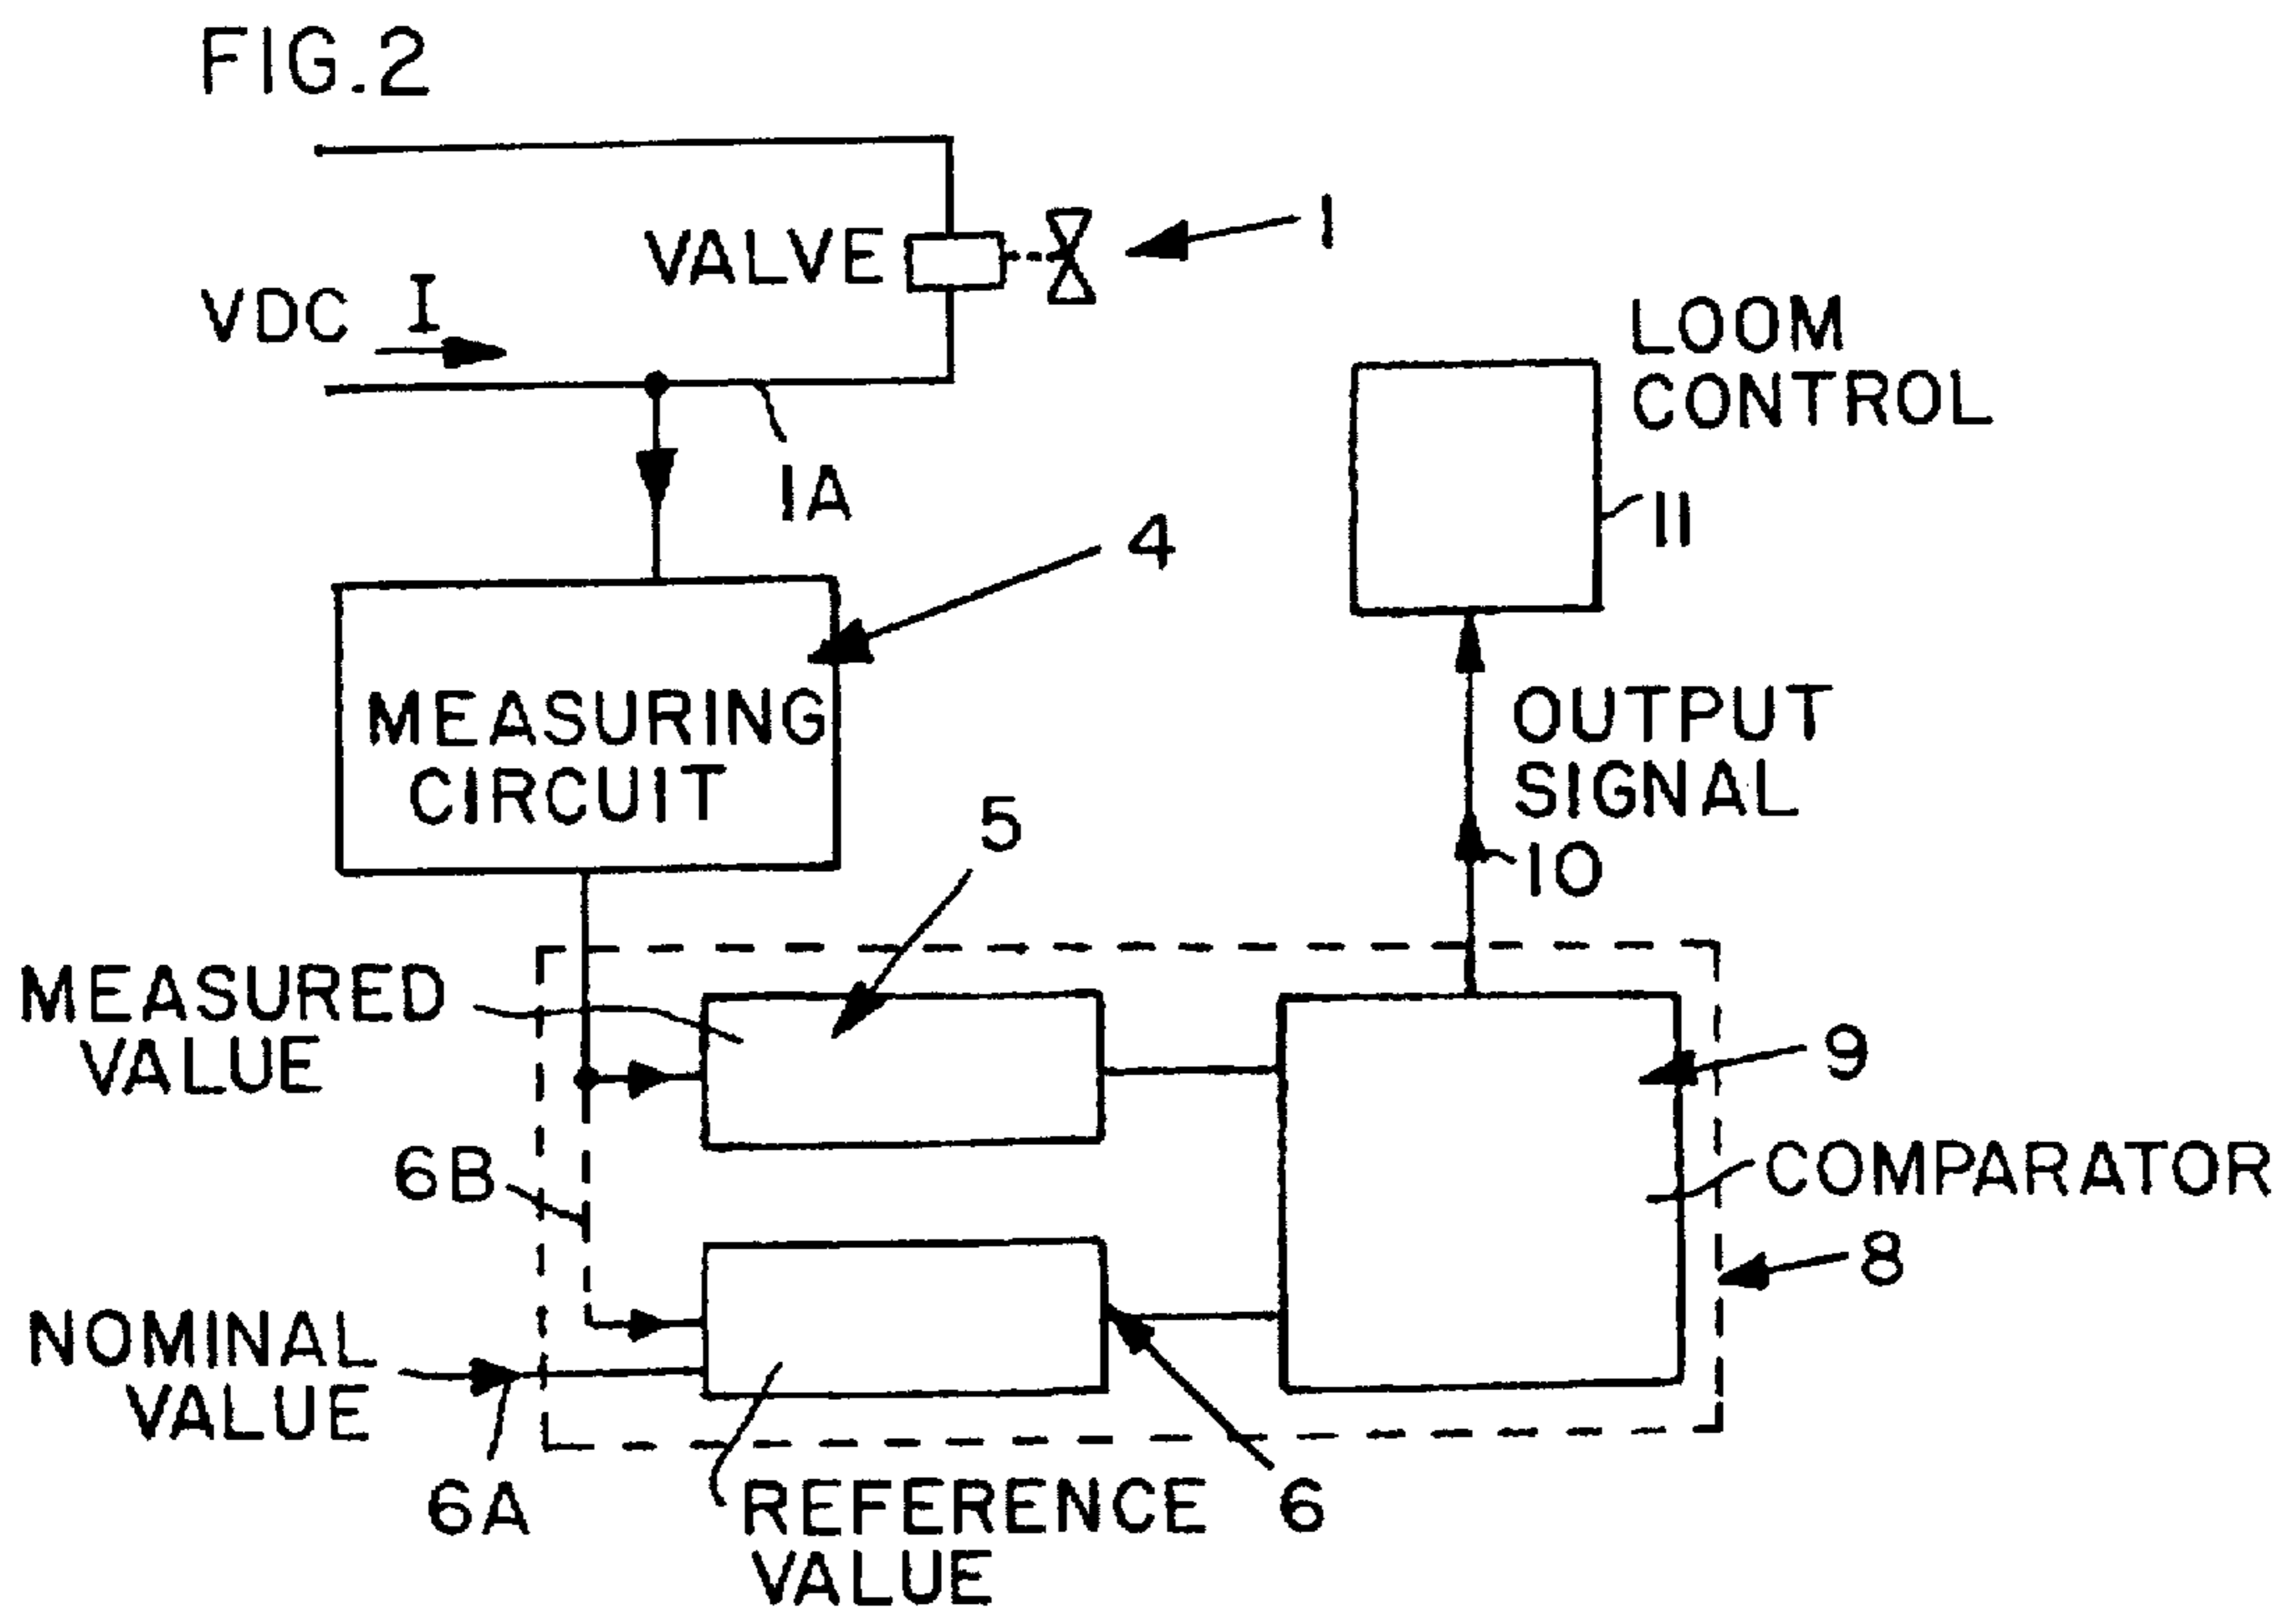 FIG.2
VALVE
1
VDC I
LOOM
CONTROL
1A
11
4
MEASURING
CIRCUIT
OUTPUT
SIGNAL
5
10
MEASURED
VALUE
9
6B
COMPARATOR
8
NOMINAL
VALUE
6A
REFERENCE
VALUE
6